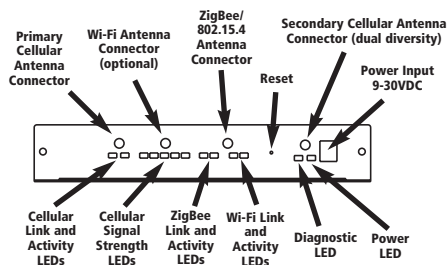 Primary
Cellular
Antenna
Connector
Wi-Fi Antenna
Connector
(optional)
ZigBee/
802.15.4
Antenna
Connector
Reset
Secondary Cellular Antenna
Connector (dual diversity)
Power Input
9-30VDC
Cellular
Link and
Activity
LEDs
Cellular
Signal
Strength
LEDs
ZigBee
Link and
Activity
LEDs
Wi-Fi Link
and
Activity
LEDs
Diagnostic
LED
Power
LED